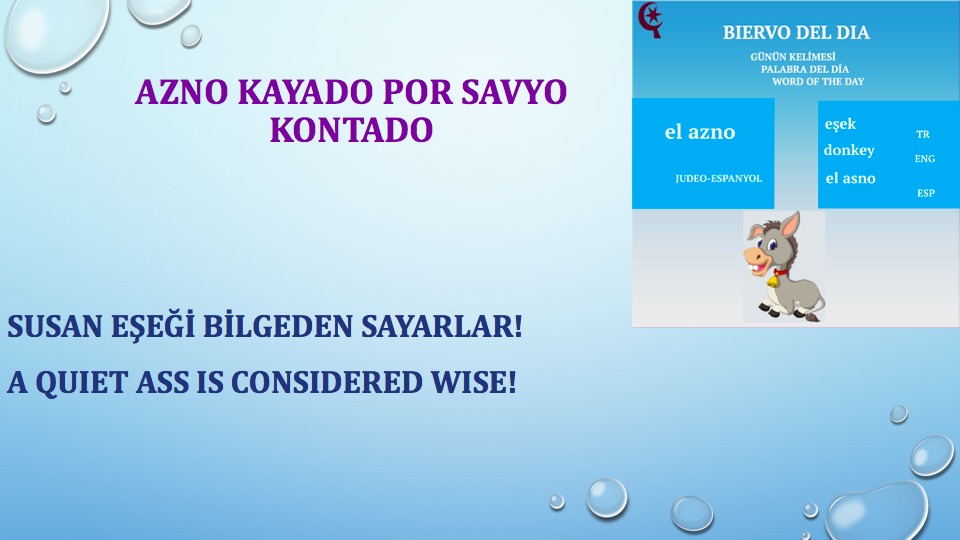 AZNO KAYADO POR SAVYO
KONTADO
SUSAN EŞEĞİ BİLGEDEN SAYARLAR!
A QUIET ASS IS CONSIDERED WISE!
BIERVO DEL DIA
GÜNÜN KELİMESİ
PALABRA DEL DÍA
WORD OF THE DAY
el azno
JUDEO-ESPANYOL
eşek
TR
donkey
ENG
el asno
ESP